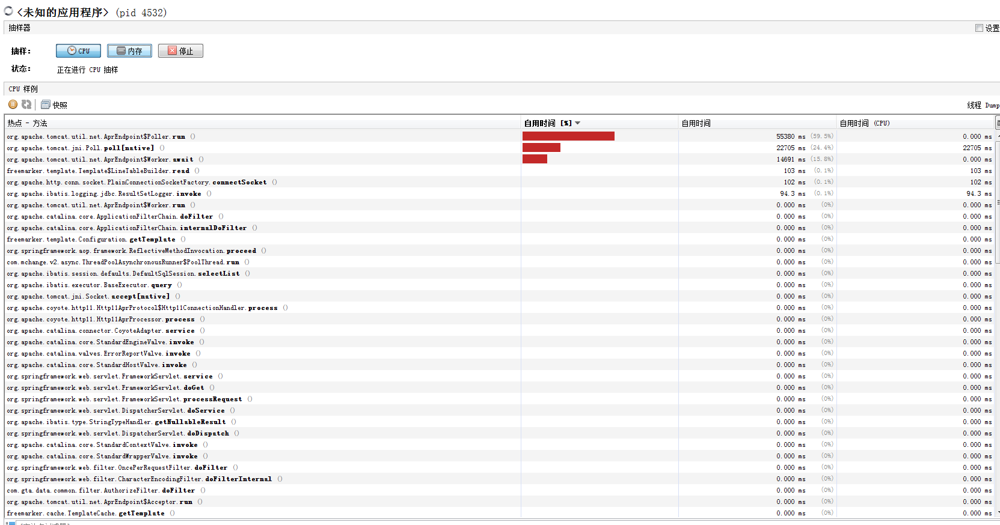 <未知的应用程序> (pid 4532)
抽样器 设置
抽样: CPU 内存 停止
状态: 正在进行 CPU 抽样
CPU 样例
快照 线程 Dump
热点 - 方法 自用时间 [%] 自用时间 自用时间 (CPU)
org.apache.tomcat.util.net.AprEndpoint$Poller.run () 55380 ms (59.5%) 0.000 ms
org.apache.tomcat.jni.Poll.poll[native] () 22705 ms (24.4%) 22705 ms
org.apache.tomcat.util.net.AprEndpoint$Worker.await () 14691 ms (15.8%) 0.000 ms
freemarker.template.Template$LineTableBuilder.read () 103 ms (0.1%) 103 ms
org.apache.http.conn.socket.PlainConnectionSocketFactory.connectSocket () 102 ms (0.1%) 102 ms
org.apache.ibatis.logging.jdbc.ResultSetLogger.invoke () 94.3 ms (0.1%) 94.3 ms
org.apache.tomcat.util.net.AprEndpoint$Worker.run () 0.000 ms (0%) 0.000 ms
org.apache.catalina.core.ApplicationFilterChain.doFilter () 0.000 ms (0%) 0.000 ms
org.apache.catalina.core.ApplicationFilterChain.internalDoFilter () 0.000 ms (0%) 0.000 ms
freemarker.template.Configuration.getTemplate () 0.000 ms (0%) 0.000 ms
org.springframework.aop.framework.ReflectiveMethodInvocation.proceed () 0.000 ms (0%) 0.000 ms
com.mchange.v2.async.ThreadPoolAsynchronousRunner$PoolThread.run () 0.000 ms (0%) 0.000 ms
org.apache.ibatis.session.defaults.DefaultSqlSession.selectList () 0.000 ms (0%) 0.000 ms
org.apache.ibatis.executor.BaseExecutor.query () 0.000 ms (0%) 0.000 ms
org.apache.tomcat.jni.Socket.accept[native] () 0.000 ms (0%) 0.000 ms
org.apache.coyote.http11.Http11AprProtocol$Http11ConnectionHandler.process () 0.000 ms (0%) 0.000 ms
org.apache.coyote.http11.Http11AprProcessor.process () 0.000 ms (0%) 0.000 ms
org.apache.catalina.connector.CoyoteAdapter.service () 0.000 ms (0%) 0.000 ms
org.apache.catalina.core.StandardEngineValve.invoke () 0.000 ms (0%) 0.000 ms
org.apache.catalina.valves.ErrorReportValve.invoke () 0.000 ms (0%) 0.000 ms
org.apache.catalina.core.StandardHostValve.invoke () 0.000 ms (0%) 0.000 ms
org.springframework.web.servlet.FrameworkServlet.service () 0.000 ms (0%) 0.000 ms
org.springframework.web.servlet.FrameworkServlet.doGet () 0.000 ms (0%) 0.000 ms
org.springframework.web.servlet.FrameworkServlet.processRequest () 0.000 ms (0%) 0.000 ms
org.springframework.web.servlet.DispatcherServlet.doService () 0.000 ms (0%) 0.000 ms
org.apache.ibatis.type.StringTypeHandler.getNullableResult () 0.000 ms (0%) 0.000 ms
org.springframework.web.servlet.DispatcherServlet.doDispatch () 0.000 ms (0%) 0.000 ms
org.apache.catalina.core.StandardContextValve.invoke () 0.000 ms (0%) 0.000 ms
org.apache.catalina.core.StandardWrapperValve.invoke () 0.000 ms (0%) 0.000 ms
org.springframework.web.filter.OncePerRequestFilter.doFilter () 0.000 ms (0%) 0.000 ms
org.springframework.web.filter.CharacterEncodingFilter.doFilterInternal () 0.000 ms (0%) 0.000 ms
com.gta.data.common.filter.AuthorizeFilter.doFilter () 0.000 ms (0%) 0.000 ms
org.apache.tomcat.util.net.AprEndpoint$Acceptor.run () 0.000 ms (0%) 0.000 ms
freemarker.cache.TemplateCache.getTemplate () 0.000 ms (0%) 0.000 ms